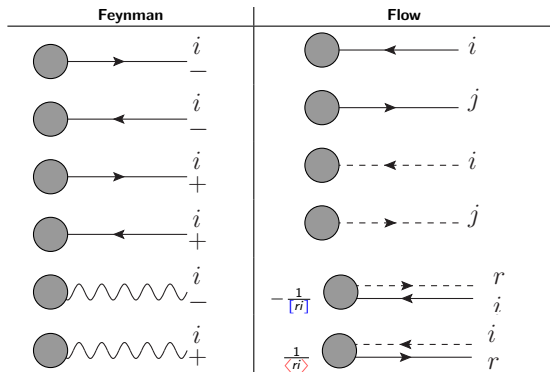 Feynman Flow
i
− i
i
− j
i
+ i
i
+ j
i
− − 1/[ri] r
i
i
+ 1/⟨ri⟩ i
r